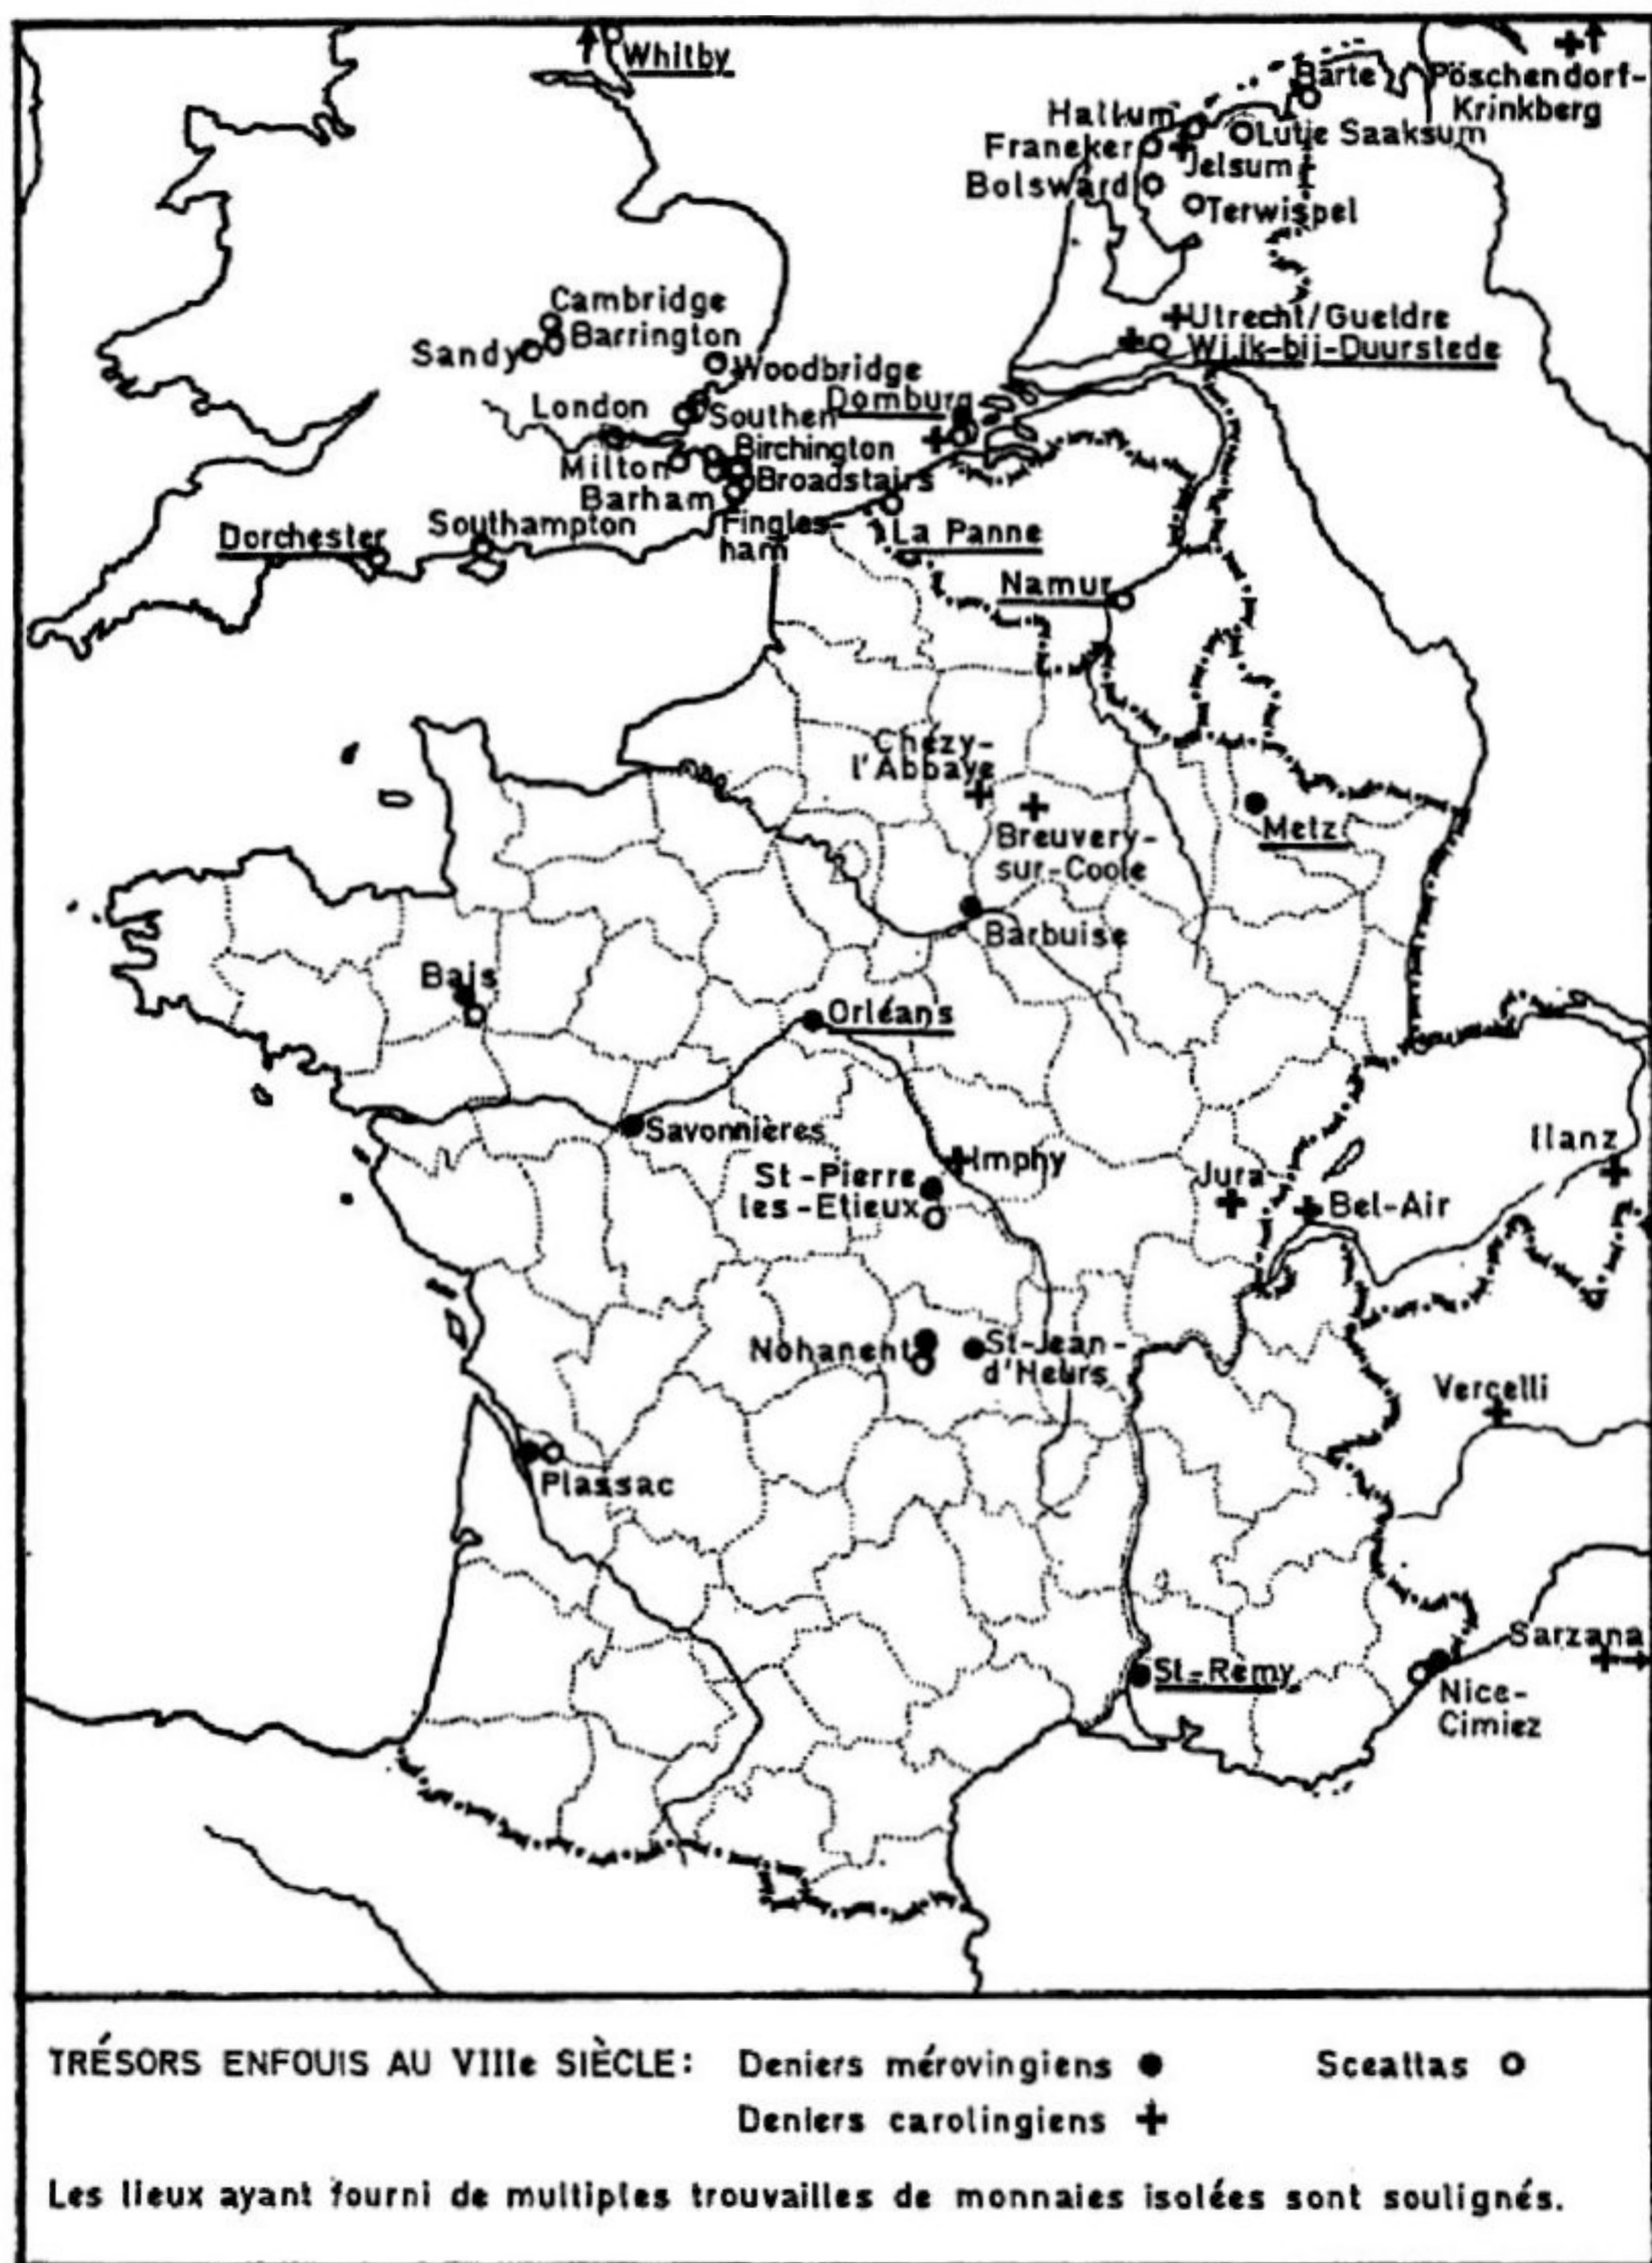 Whitby
Barte
Pöschendorf-
Krinkberg
Hallum
Lutje Saaksum
Franeker
Jelsum
Bolsward
Terwispel
Cambridge
Barrington
Sandy
Utrecht/Gueldre
Wijk-bij-Duurstede
Woodbridge
Domburg
London
Southen
Birchington
Milton
Broadstairs
Barham
Southampton
Dorchester
Fingles-
ham
La Panne
Namur
Chézy-
l'Abbaye
Breuvery-
sur-Coole
Metz
Barbuise
Bais
Orléans
Savonnières
Imphy
St-Pierre
les-Etieux
Jura
Ilanz
Bel-Air
Nohanent
St-Jean-
d'Heurs
Vercelli
Plassac
Sarzana
St-Remy
Nice-
Cimiez
TRÉSORS ENFOUIS AU VIIIe SIÈCLE: Deniers mérovingiens ● Sceattas o
Deniers carolingiens +
Les lieux ayant fourni de multiples trouvailles de monnaies isolées sont soulignés.